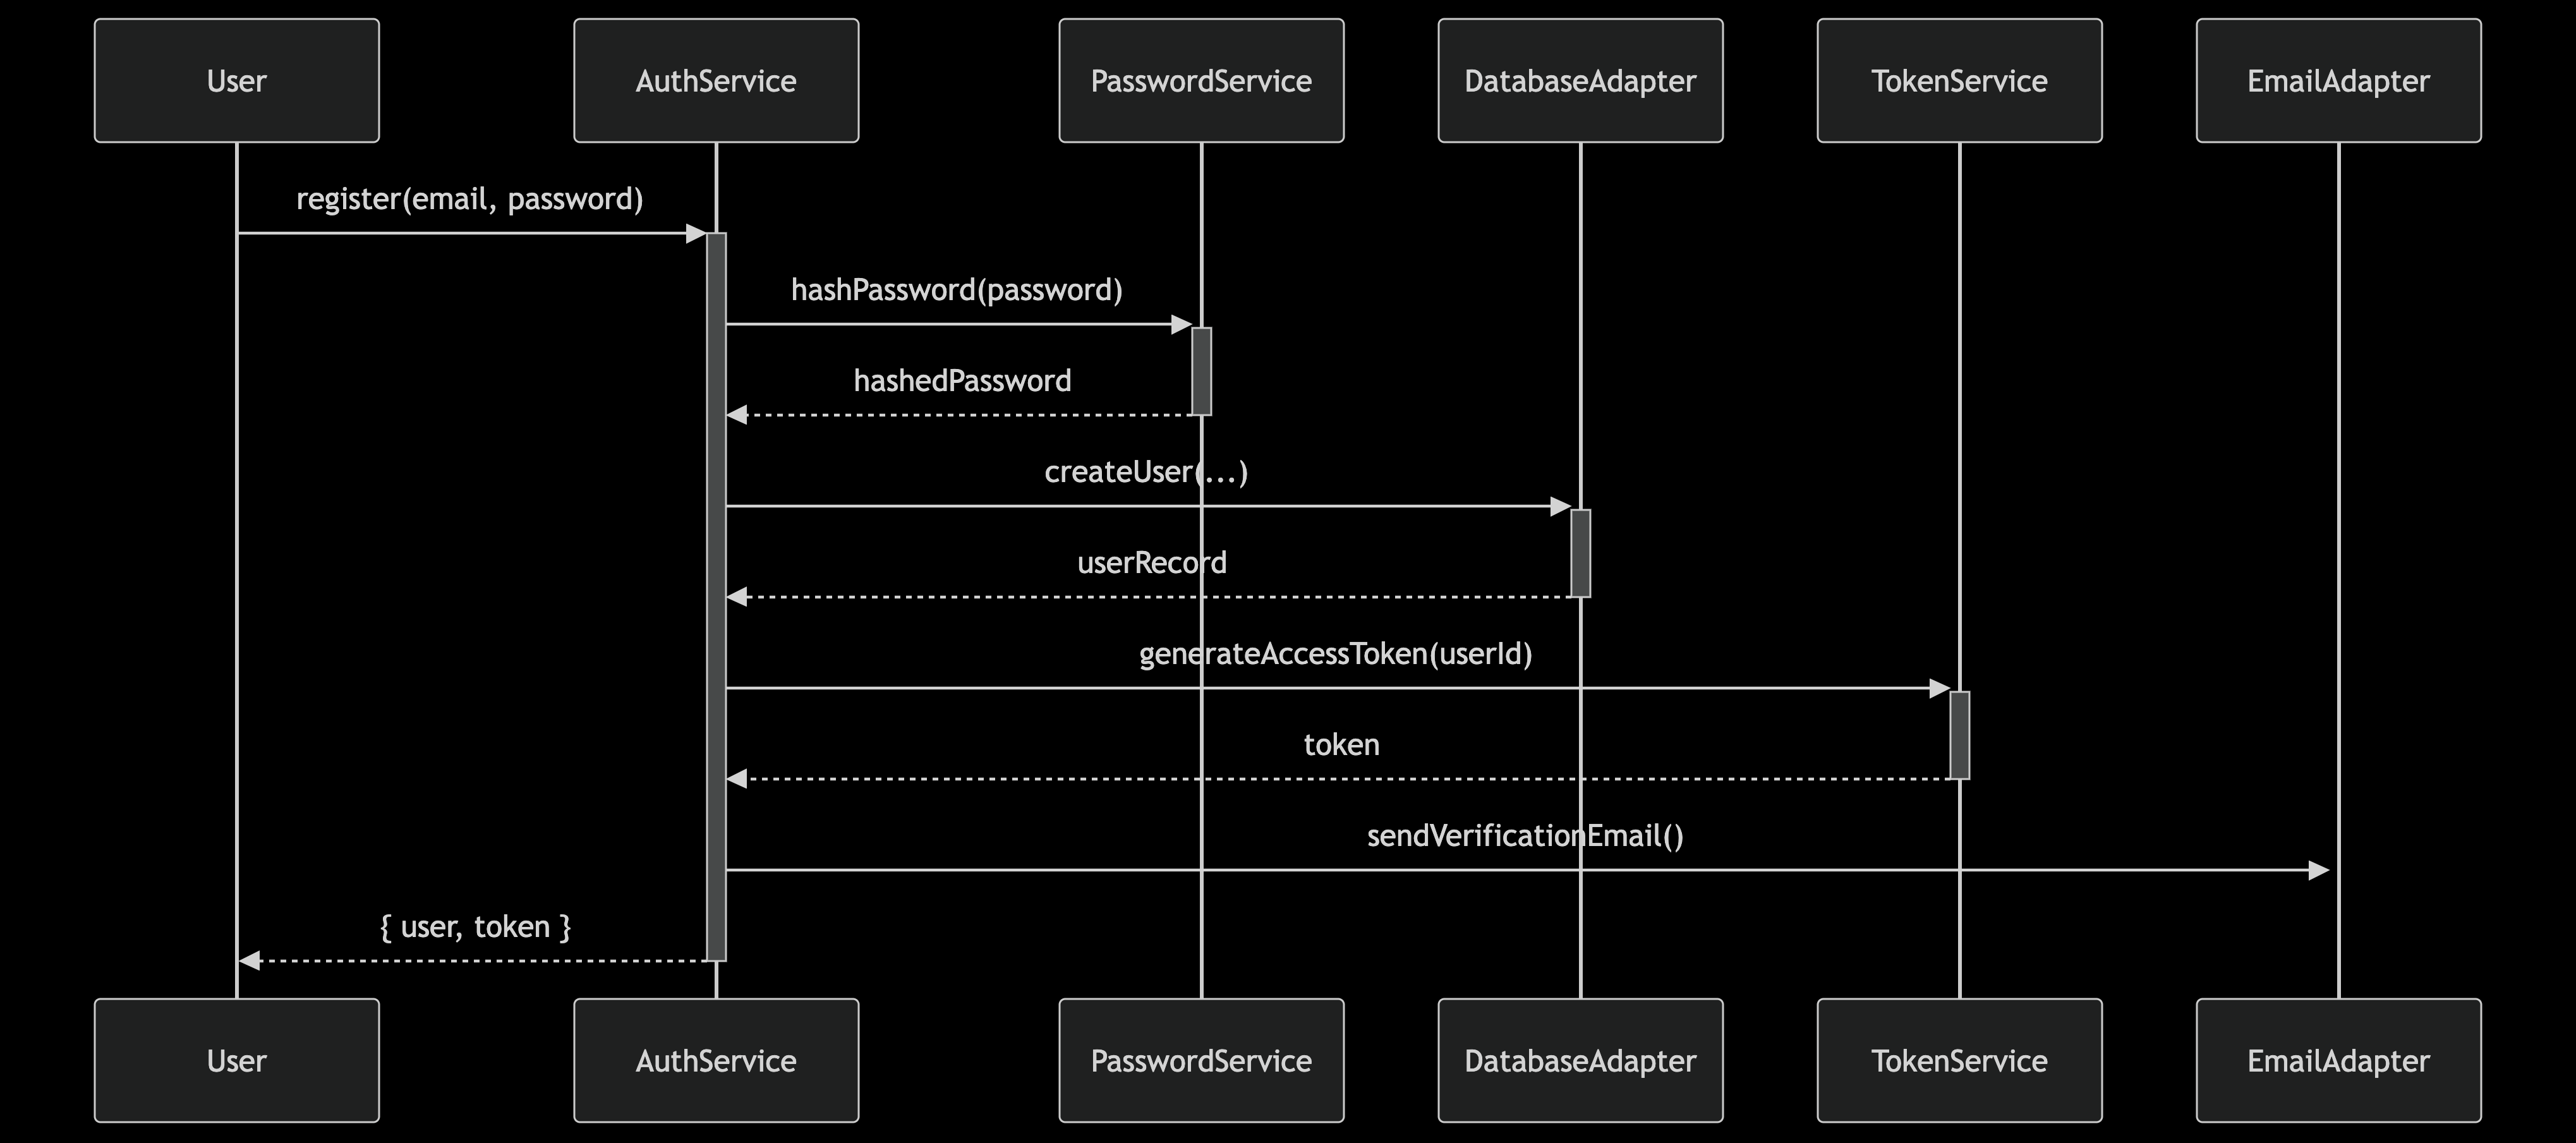 User
AuthService
PasswordService
DatabaseAdapter
TokenService
EmailAdapter
register(email, password)
hashPassword(password)
hashedPassword
createUser(...)
userRecord
generateAccessToken(userId)
token
sendVerificationEmail()
{ user, token }
User
AuthService
PasswordService
DatabaseAdapter
TokenService
EmailAdapter